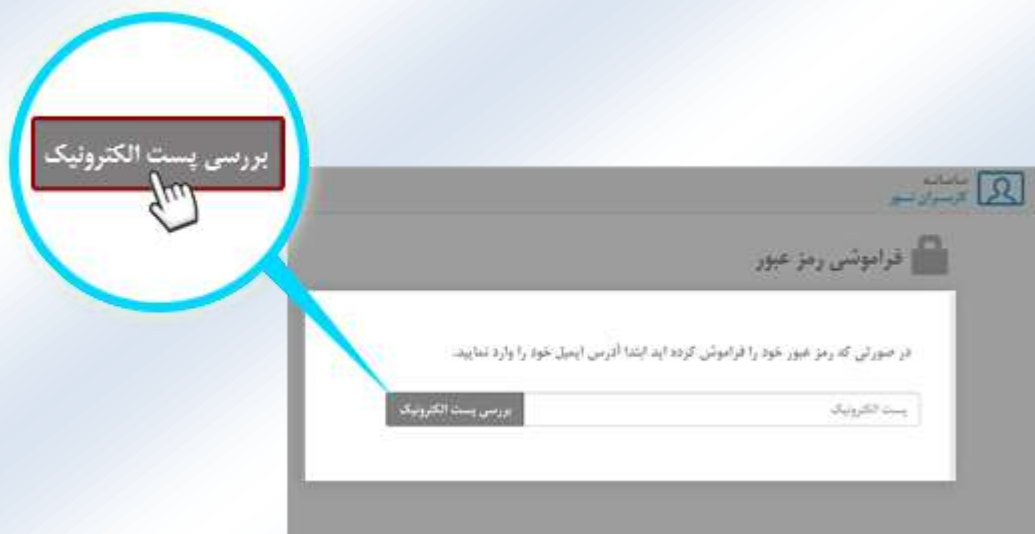 بررسی پست الکترونیک
سامانه
کاربران نور
فراموشی رمز عبور
در صورتی که رمز عبور خود را فراموش کرده اید ابتدا آدرس ایمیل خود را وارد نمایید.
پست الکترونیک
بررسی پست الکترونیک